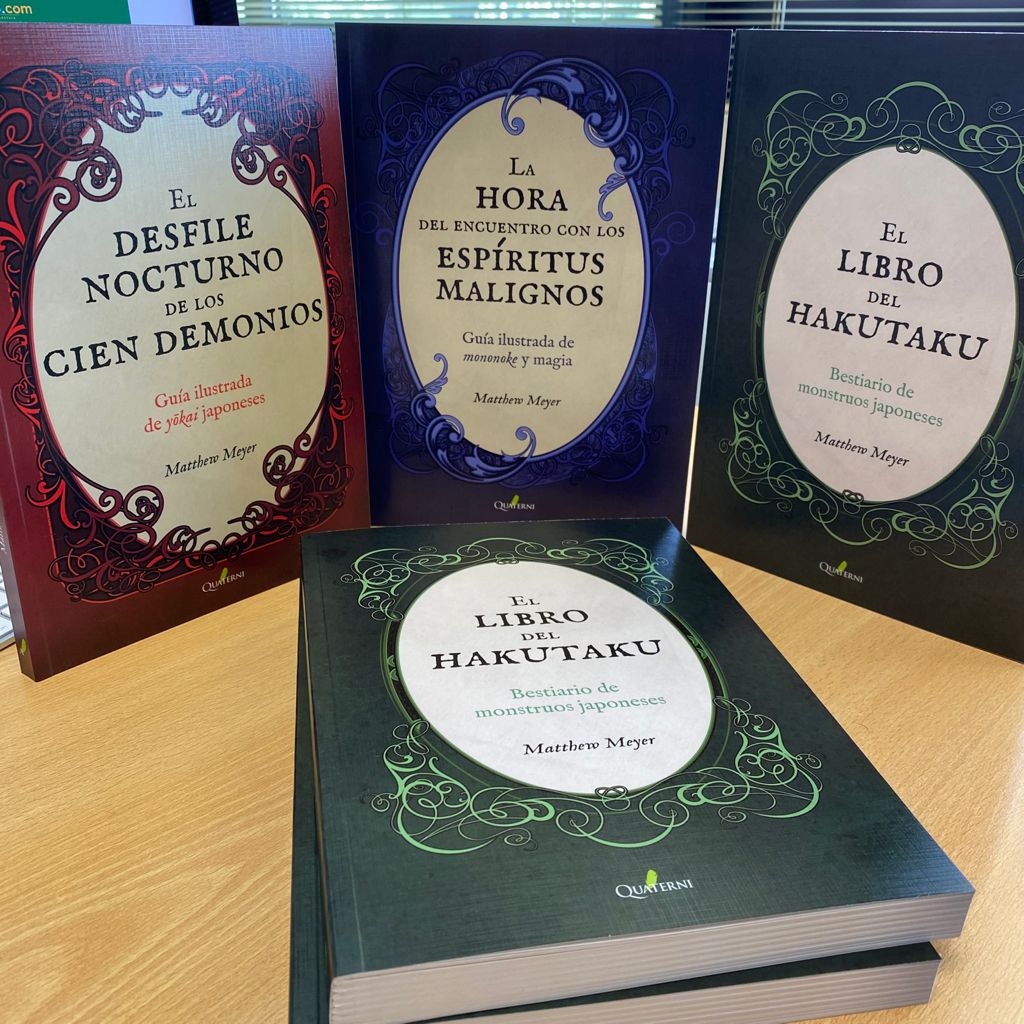 .com
El
DESFILE
NOCTURNO
DE LOS
CIEN DEMONIOS
Guía ilustrada
de yōkai japoneses
Matthew Meyer
QUATERNI
La
HORA
DEL ENCUENTRO CON LOS
ESPÍRITUS
MALIGNOS
Guía ilustrada de
mononoke y magia
Matthew Meyer
QUATERNI
El
LIBRO
DEL
HAKUTAKU
Bestiario de
monstruos japoneses
Matthew Meyer
QUATERNI
El
LIBRO
DEL
HAKUTAKU
Bestiario de
monstruos japoneses
Matthew Meyer
QUATERNI